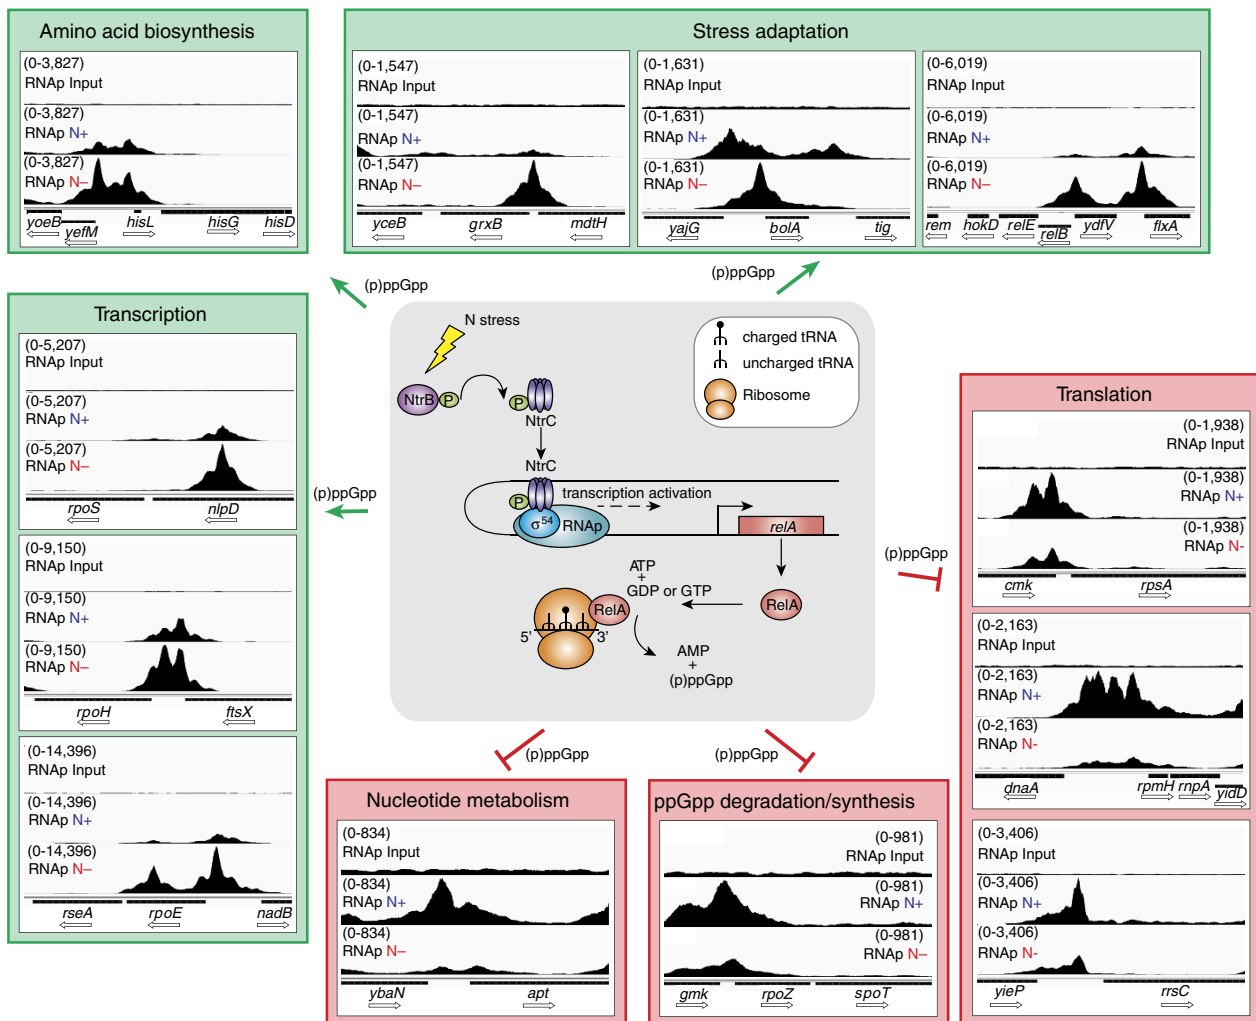 Amino acid biosynthesis
(0-3,827)
RNAp Input
(0-3,827)
RNAp N+
(0-3,827)
RNAp N–
yoeB
yefM
hisL
hisG
hisD
Stress adaptation
(0-1,547)
RNAp Input
(0-1,547)
RNAp N+
(0-1,547)
RNAp N–
yceB
grxB
mdtH
(0-1,631)
RNAp Input
(0-1,631)
RNAp N+
(0-1,631)
RNAp N–
yajG
bolA
tig
(0-6,019)
RNAp Input
(0-6,019)
RNAp N+
(0-6,019)
RNAp N–
rem
hokD
relE
relB
ydfV
flxA
(p)ppGpp
(p)ppGpp
Transcription
(0-5,207)
RNAp Input
(0-5,207)
RNAp N+
(0-5,207)
RNAp N–
rpoS
nlpD
(0-9,150)
RNAp Input
(0-9,150)
RNAp N+
(0-9,150)
RNAp N–
rpoH
ftsX
(0-14,396)
RNAp Input
(0-14,396)
RNAp N+
(0-14,396)
RNAp N–
rseA
rpoE
nadB
(p)ppGpp
N stress
NtrB
P
P
NtrC
NtrC
P
σ54
RNAp
transcription activation
relA
charged tRNA
uncharged tRNA
Ribosome
ATP
+
GDP or GTP
RelA
RelA
5’
3’
AMP
+
(p)ppGpp
(p)ppGpp
Translation
(0-1,938)
RNAp Input
(0-1,938)
RNAp N+
(0-1,938)
RNAp N-
cmk
rpsA
(0-2,163)
RNAp Input
(0-2,163)
RNAp N+
(0-2,163)
RNAp N-
dnaA
rpmH
rnpA
yidD
(0-3,406)
RNAp Input
(0-3,406)
RNAp N+
(0-3,406)
RNAp N-
yieP
rrsC
(p)ppGpp
(p)ppGpp
Nucleotide metabolism
(0-834)
RNAp Input
(0-834)
RNAp N+
(0-834)
RNAp N–
ybaN
apt
ppGpp degradation/synthesis
(0-981)
RNAp Input
(0-981)
RNAp N+
(0-981)
RNAp N–
gmk
rpoZ
spoT